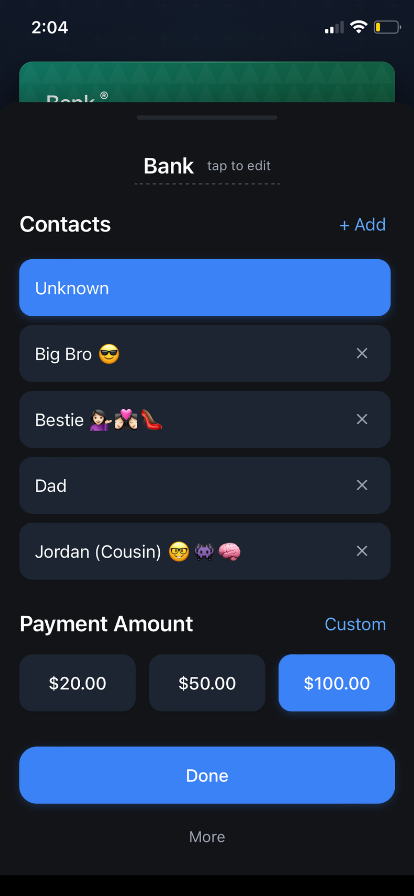 2:04
Bank®
Bank tap to edit
Contacts + Add
Unknown
Big Bro 😎
Bestie 💁🏻‍♀️👩🏻‍❤️‍👩🏻👠
Dad
Jordan (Cousin) 🤓👾🧠
Payment Amount Custom
$20.00 $50.00 $100.00
Done
More